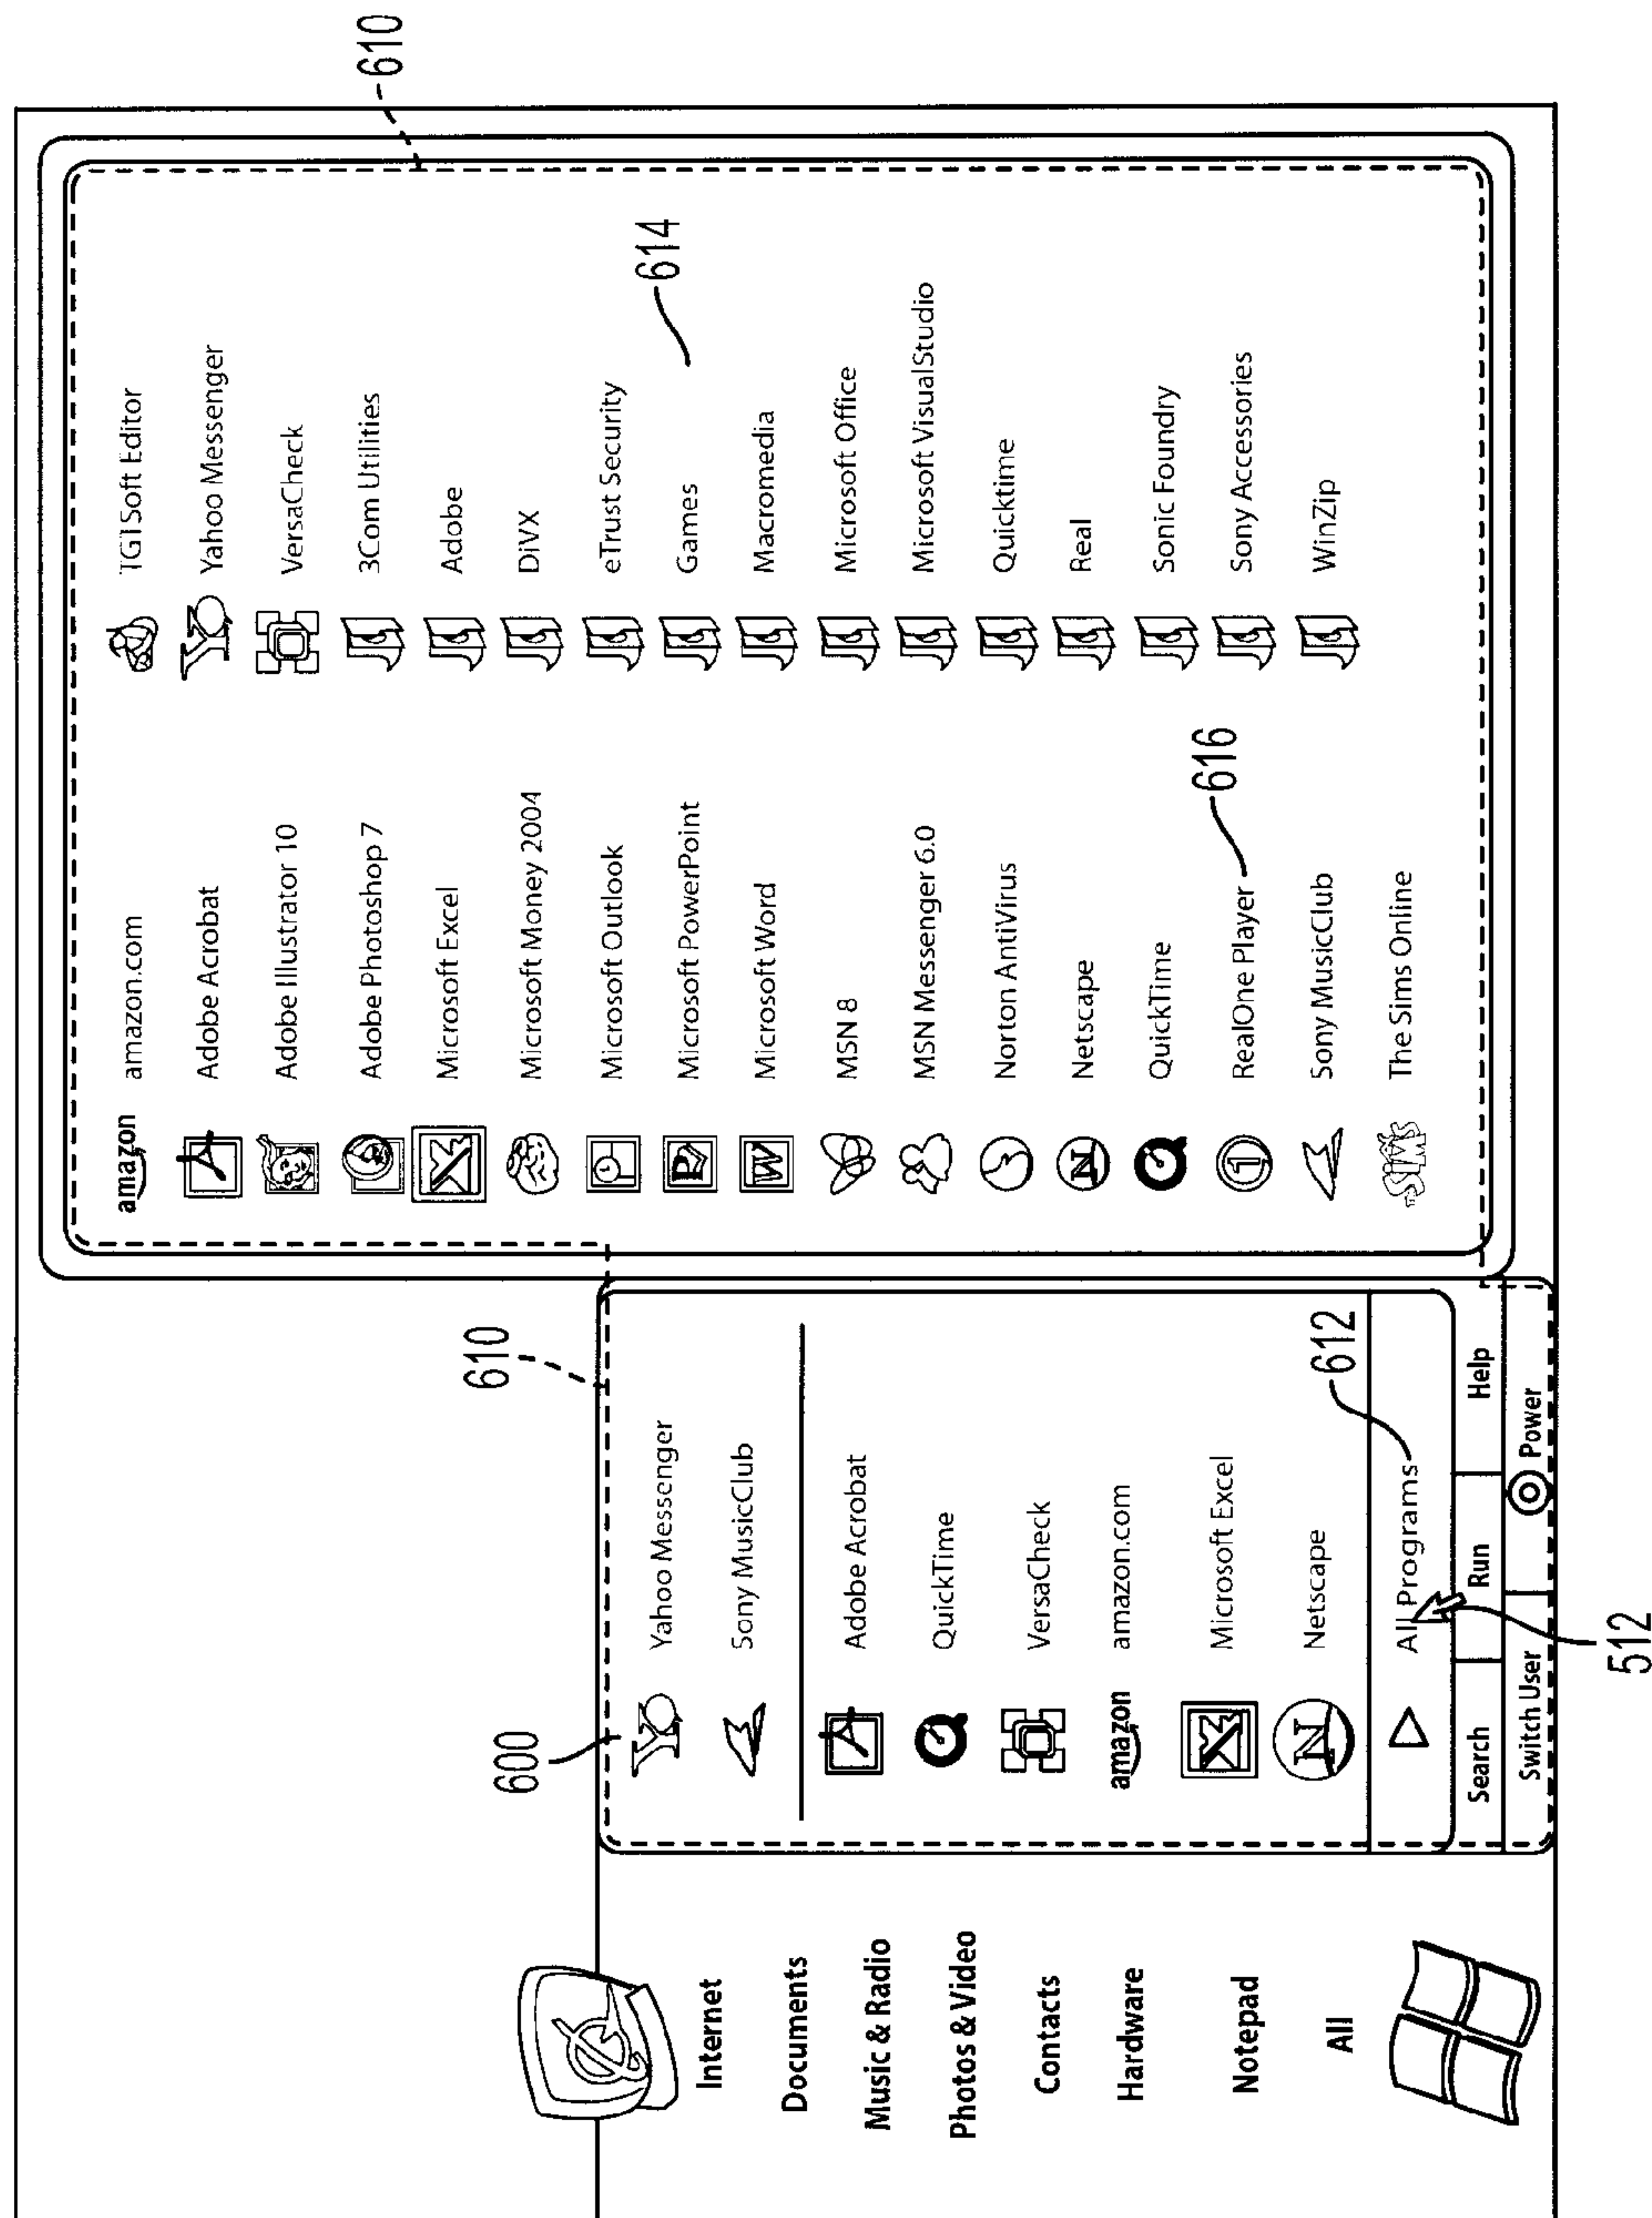 610
amazon
amazon.com
Adobe Acrobat
Adobe Illustrator 10
Adobe Photoshop 7
Microsoft Excel
Microsoft Money 2004
Microsoft Outlook
P
Microsoft PowerPoint
W
Microsoft Word
MSN 8
MSN Messenger 6.0
Norton AntiVirus
N
Netscape
QuickTime
1
RealOne Player
616
Sony MusicClub
THE SIMS
The Sims Online
TGTSoft Editor
Y
Yahoo Messenger
VersaCheck
3Com Utilities
Adobe
DiVX
eTrust Security
Games
614
Macromedia
Microsoft Office
Microsoft VisualStudio
Quicktime
Real
Sonic Foundry
Sony Accessories
WinZip
610
600
Y
Yahoo Messenger
Sony MusicClub
Adobe Acrobat
QuickTime
VersaCheck
amazon
amazon.com
Microsoft Excel
N
Netscape
All Programs
612
Search
Run
Help
Switch User
Power
512
Internet
Documents
Music & Radio
Photos & Video
Contacts
Hardware
Notepad
All